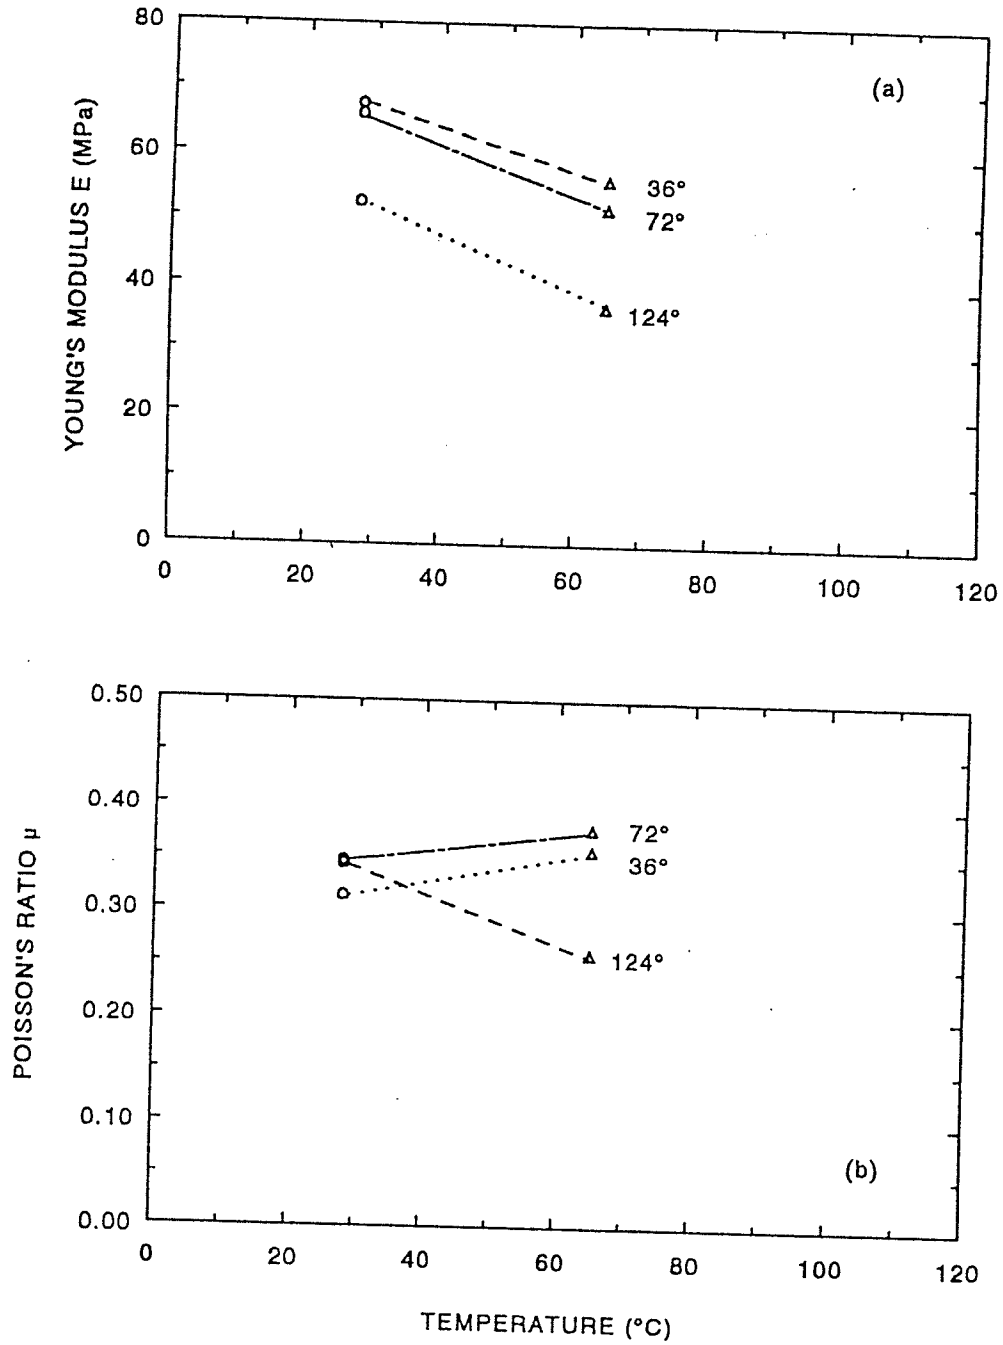 80
(a)
60
36°
72°
40
124°
20
0
0 20 40 60 80 100 120
YOUNG'S MODULUS E (MPa)
0.50
0.40
72°
36°
0.30
124°
0.20
0.10
(b)
0.00
0 20 40 60 80 100 120
POISSON'S RATIO µ
TEMPERATURE (°C)